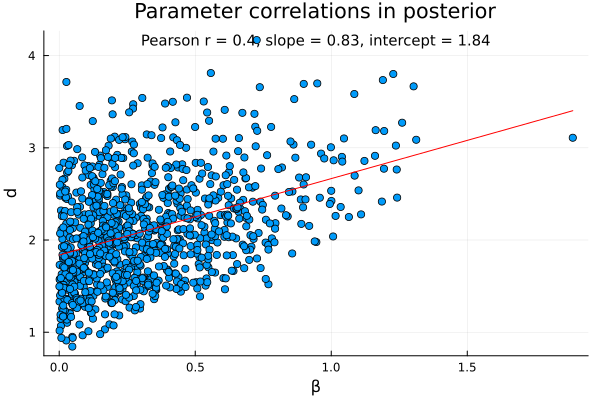 Parameter correlations in posterior
Pearson r = 0.4, slope = 0.83, intercept = 1.84
4
3
d
2
1
0.0 0.5 1.0 1.5
β